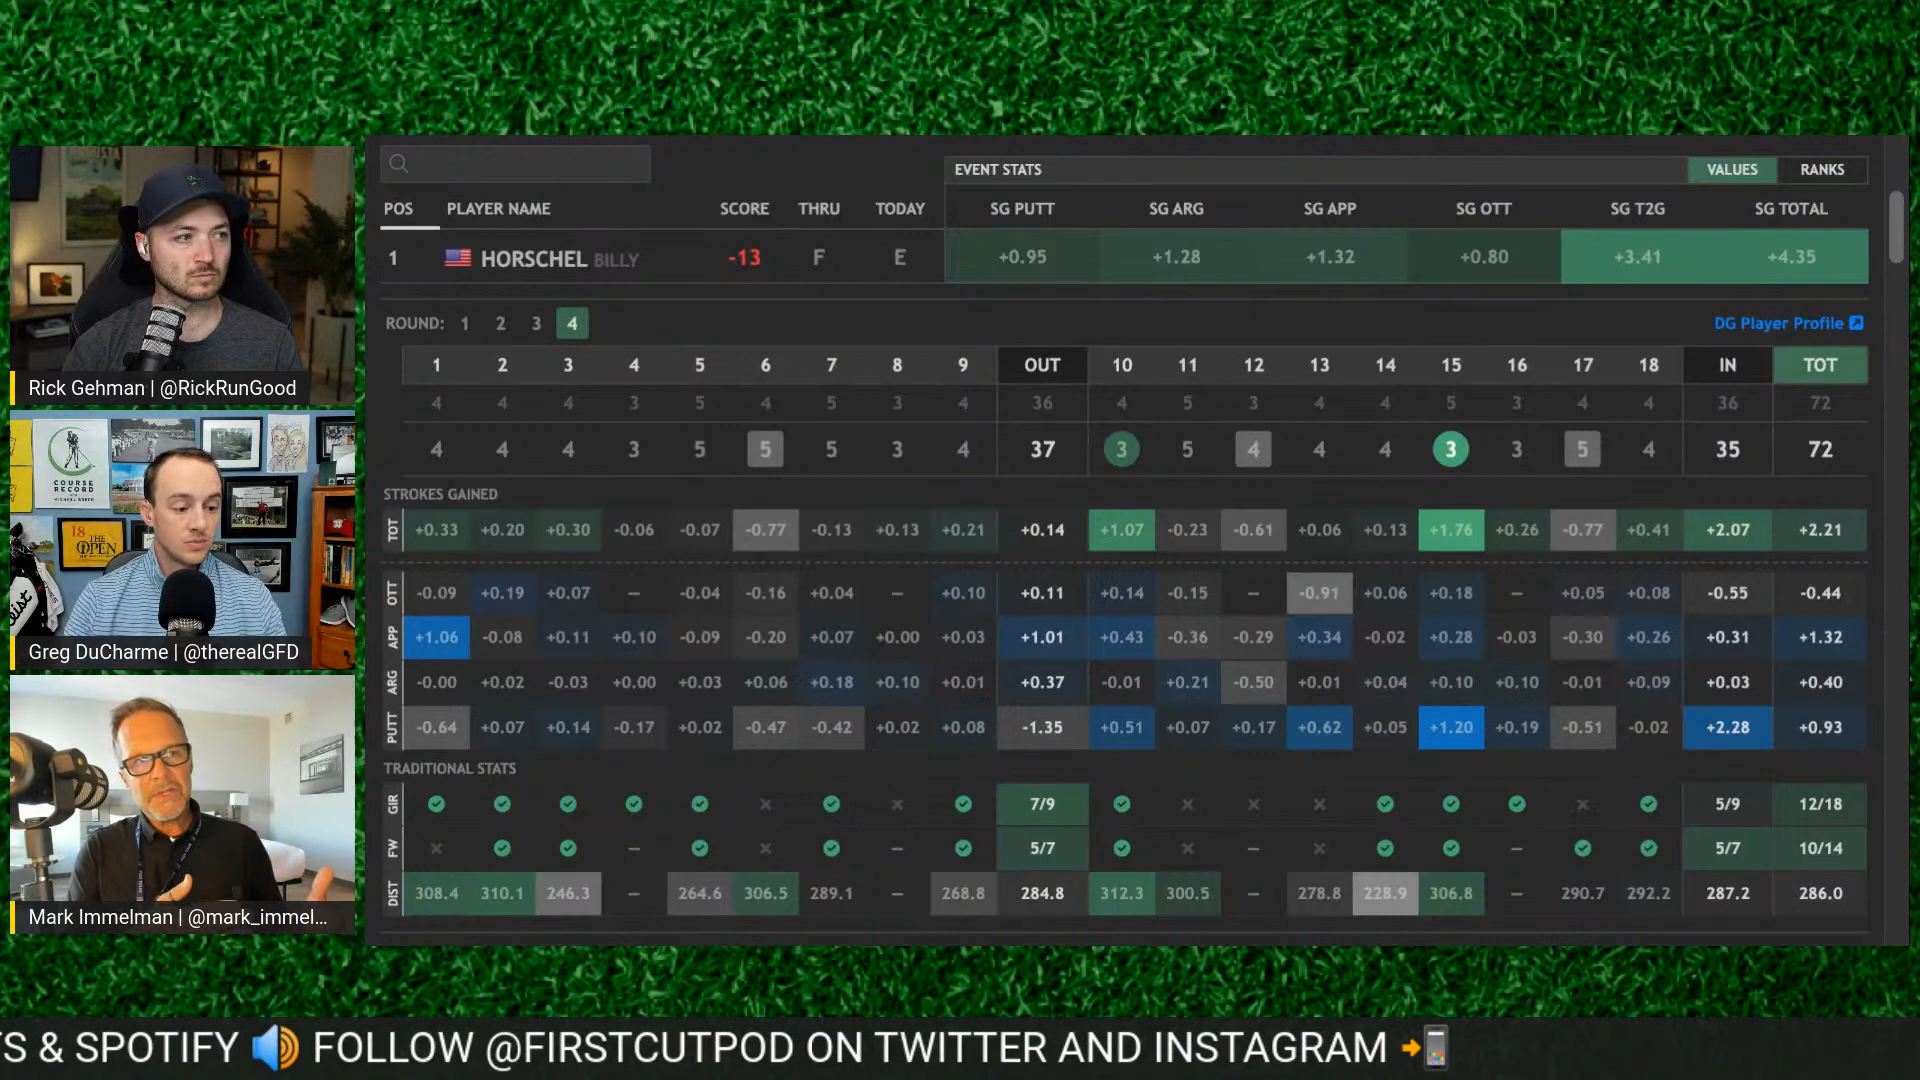 EVENT STATS VALUES RANKS
POS PLAYER NAME SCORE THRU TODAY SG PUTT SG ARG SG APP SG OTT SG T2G SG TOTAL
1 HORSCHEL BILLY -13 F E +0.95 +1.28 +1.32 +0.80 +3.41 +4.35
ROUND: 1 2 3 4 DG Player Profile
1 2 3 4 5 6 7 8 9 OUT 10 11 12 13 14 15 16 17 18 IN TOT
4 4 4 3 5 4 5 3 4 36 4 5 3 4 4 5 3 4 4 36 72
4 4 4 3 5 5 5 3 4 37 3 5 4 4 4 3 3 5 4 35 72
STROKES GAINED
TOT +0.33 +0.20 +0.30 -0.06 -0.07 -0.77 -0.13 +0.13 +0.21 +0.14 +1.07 -0.23 -0.61 +0.06 +0.13 +1.76 +0.26 -0.77 +0.41 +2.07 +2.21
OTT -0.09 +0.19 +0.07 — -0.04 -0.16 +0.04 — +0.10 +0.11 +0.14 -0.15 — -0.91 +0.06 +0.18 — +0.05 +0.08 -0.55 -0.44
APP +1.06 -0.08 +0.11 +0.10 -0.09 -0.20 +0.07 +0.00 +0.03 +1.01 +0.43 -0.36 -0.29 +0.34 -0.02 +0.28 -0.03 -0.30 +0.26 +0.31 +1.32
ARG -0.00 +0.02 -0.03 +0.00 +0.03 +0.06 +0.18 +0.10 +0.01 +0.37 -0.01 +0.21 -0.50 +0.01 +0.04 +0.10 +0.10 -0.01 +0.09 +0.03 +0.40
PUTT -0.64 +0.07 +0.14 -0.17 +0.02 -0.47 -0.42 +0.02 +0.08 -1.35 +0.51 +0.07 +0.17 +0.62 +0.05 +1.20 +0.19 -0.51 -0.02 +2.28 +0.93
TRADITIONAL STATS
GIR 7/9 5/9 12/18
FW 5/7 5/7 10/14
DIST 308.4 310.1 246.3 — 264.6 306.5 289.1 — 268.8 284.8 312.3 300.5 — 278.8 228.9 306.8 — 290.7 292.2 287.2 286.0
Rick Gehman | @RickRunGood
COURSE
RECORD
18
THE
OPEN
Greg DuCharme | @therealGFD
Mark Immelman | @mark_immel...
TS & SPOTIFY 🔊 FOLLOW @FIRSTCUTPOD ON TWITTER AND INSTAGRAM 📲